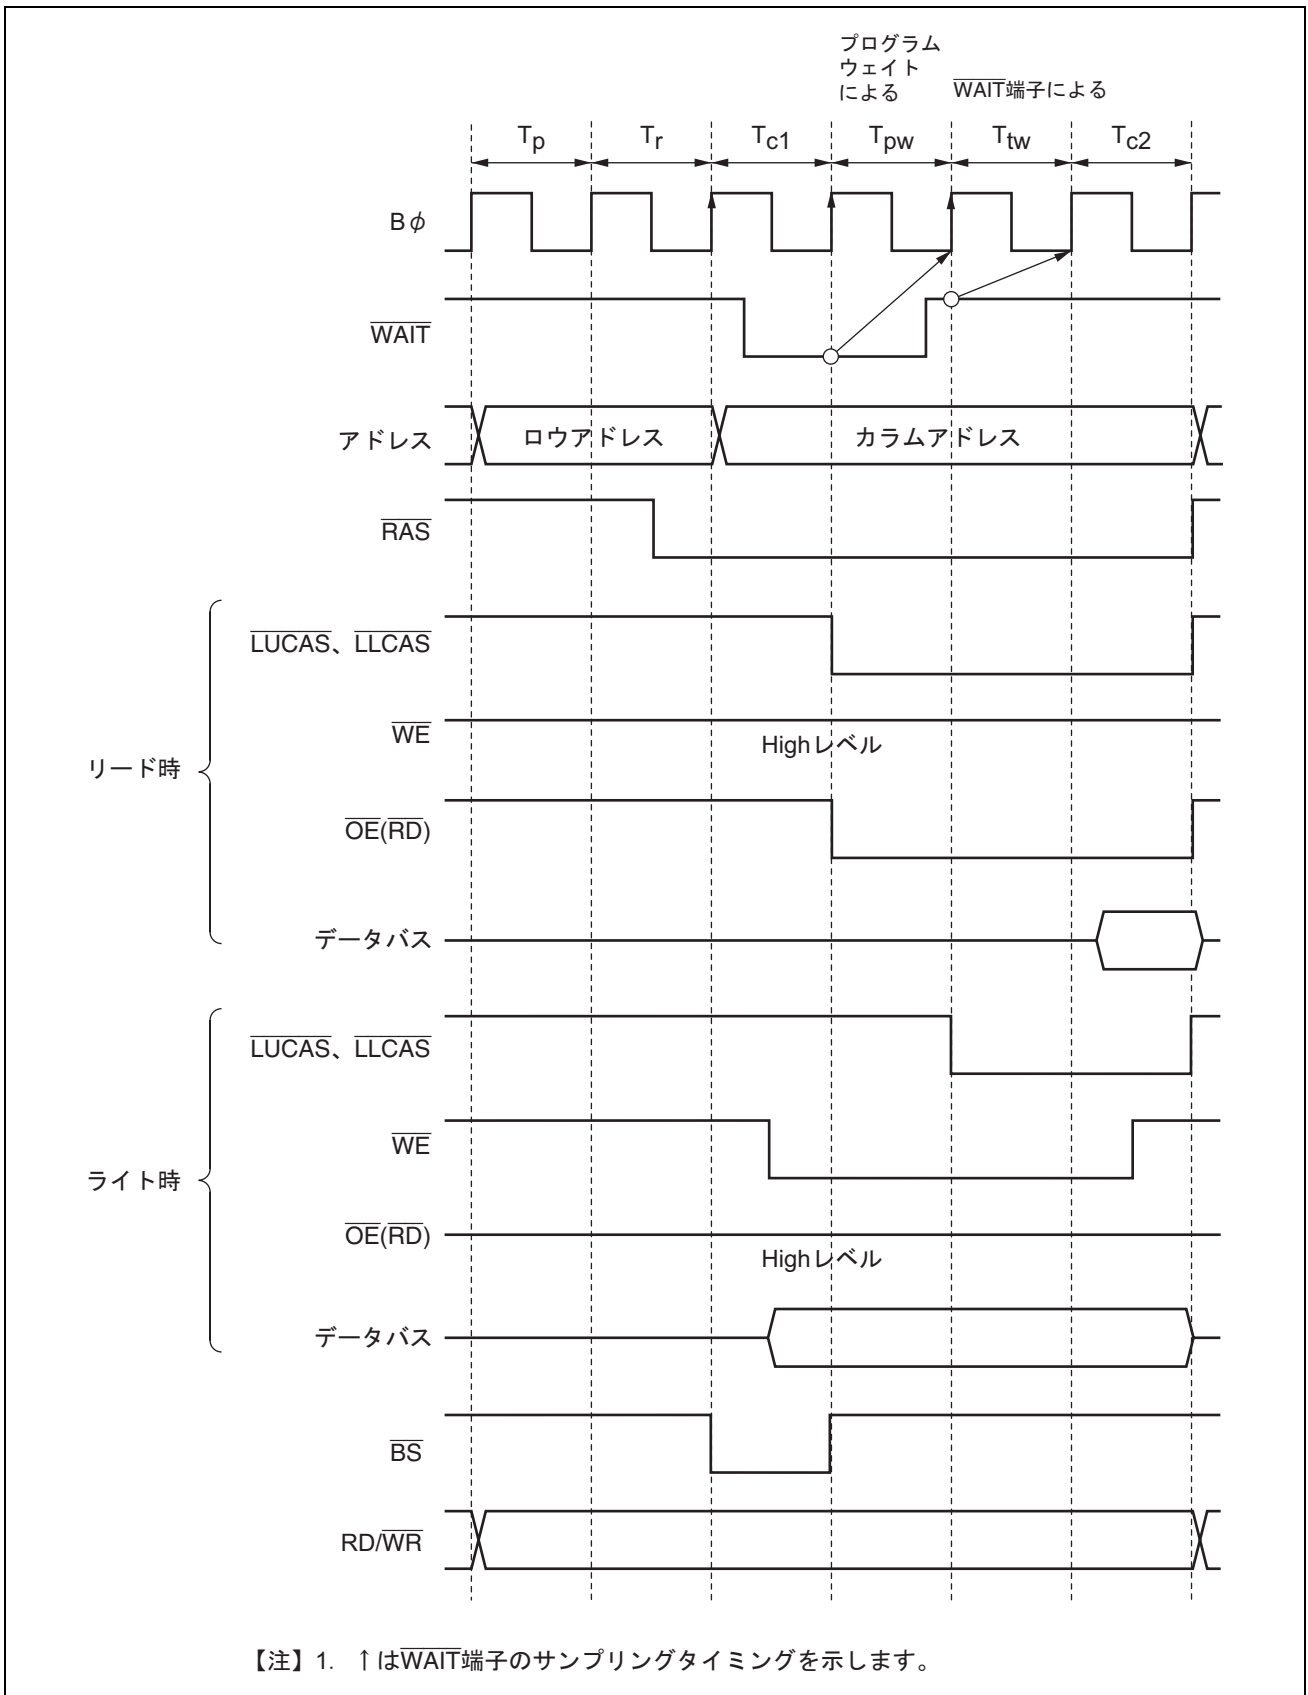 プログラム
ウェイト
による
WAIT端子による
Tp Tr Tc1 Tpw Ttw Tc2
Bφ
WAIT
アドレス ロウアドレス カラムアドレス
RAS
LUCAS、LLCAS
WE
Highレベル
リード時
OE(RD)
データバス
LUCAS、LLCAS
WE
ライト時
OE(RD)
Highレベル
データバス
BS
RD/WR
【注】1. ↑はWAIT端子のサンプリングタイミングを示します。